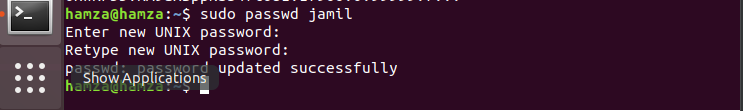 hamza@hamza:~$ sudo passwd jamil
Enter new UNIX password:
Retype new UNIX password:
passwd: password updated successfully
Show Applications
hamza@hamza:~$